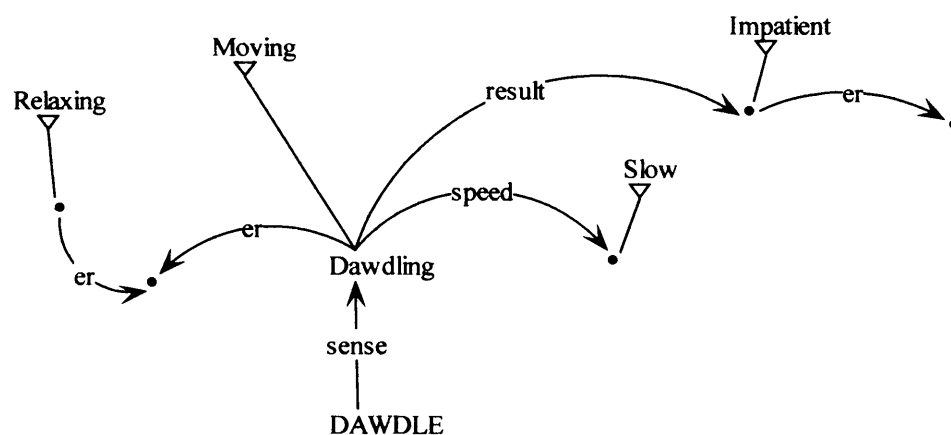 Impatient
Moving
Relaxing
result
er
Slow
speed
er
Dawdling
er
sense
DAWDLE